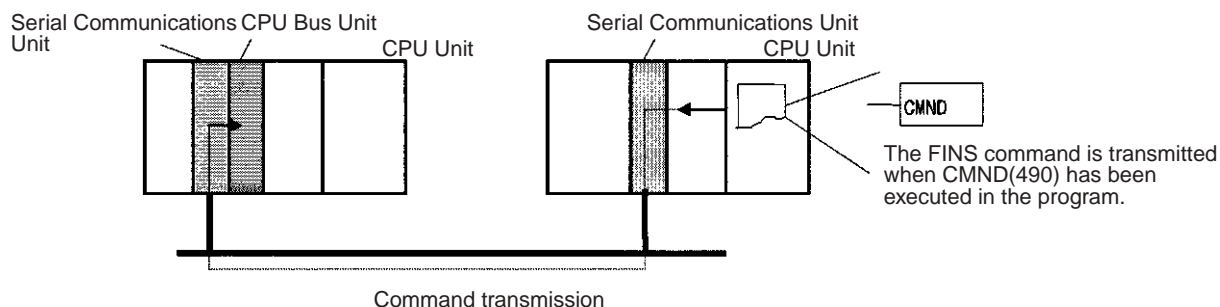 Serial Communications CPU Bus Unit
Unit
CPU Unit
Serial Communications Unit
CPU Unit
CMND
The FINS command is transmitted
when CMND(490) has been
executed in the program.
Command transmission